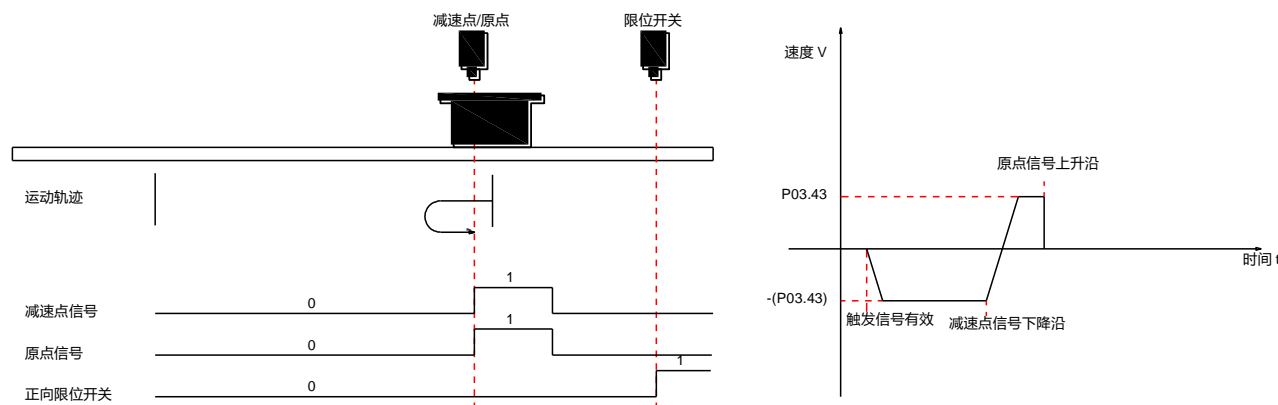 减速点/原点
限位开关
运动轨迹
1
0
减速点信号
1
0
原点信号
1
0
正向限位开关
速度 V
原点信号上升沿
P03.43
时间 t
-(P03.43)
触发信号有效
减速点信号下降沿